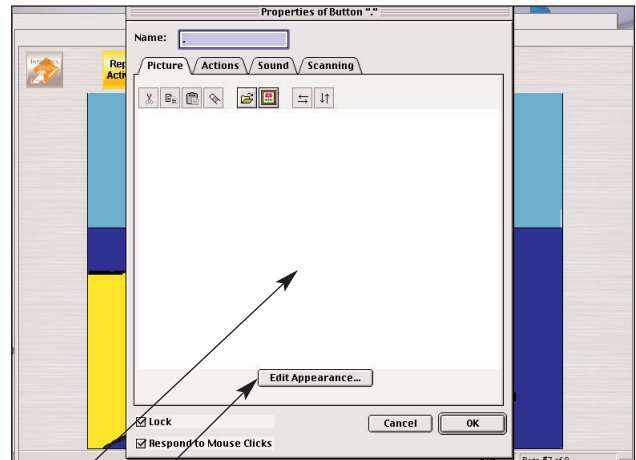 Properties of Button "."
Name: .
Picture Actions Sound Scanning
Edit Appearance...
Lock
Cancel OK
Respond to Mouse Clicks